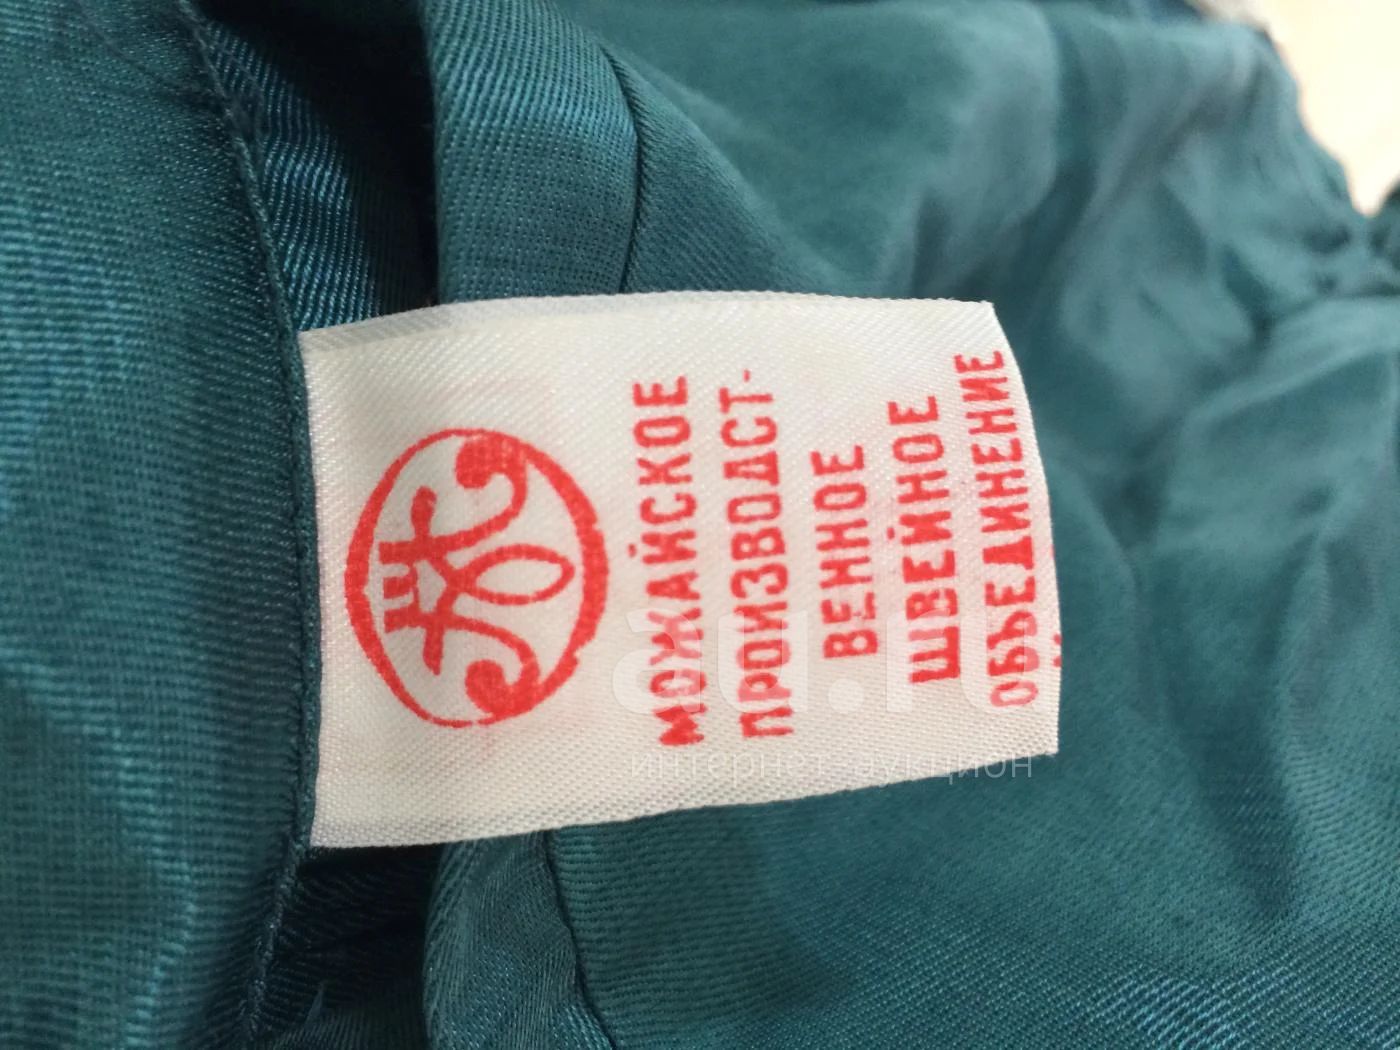 МОЖАЙСКОЕ
ПРОИЗВОДСТ-
ВЕННОЕ
ШВЕЙНОЕ
ОБЪЕДИНЕНИЕ
au.ru
интернет аукцион